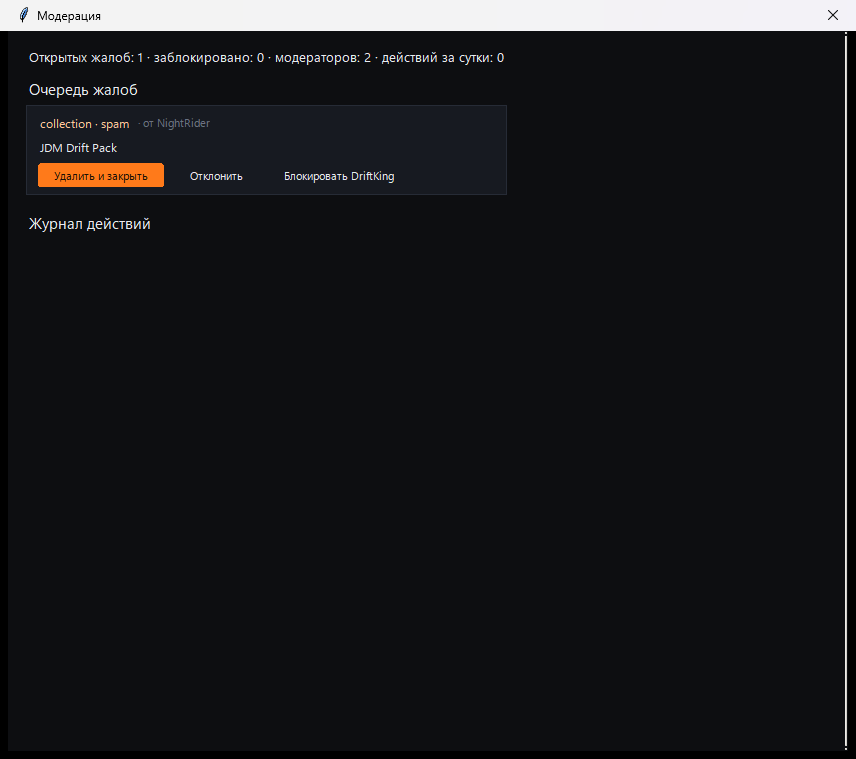 Модерация
Открытых жалоб: 1 · заблокировано: 0 · модераторов: 2 · действий за сутки: 0
Очередь жалоб
collection · spam · от NightRider
JDM Drift Pack
Удалить и закрыть Отклонить Блокировать DriftKing
Журнал действий